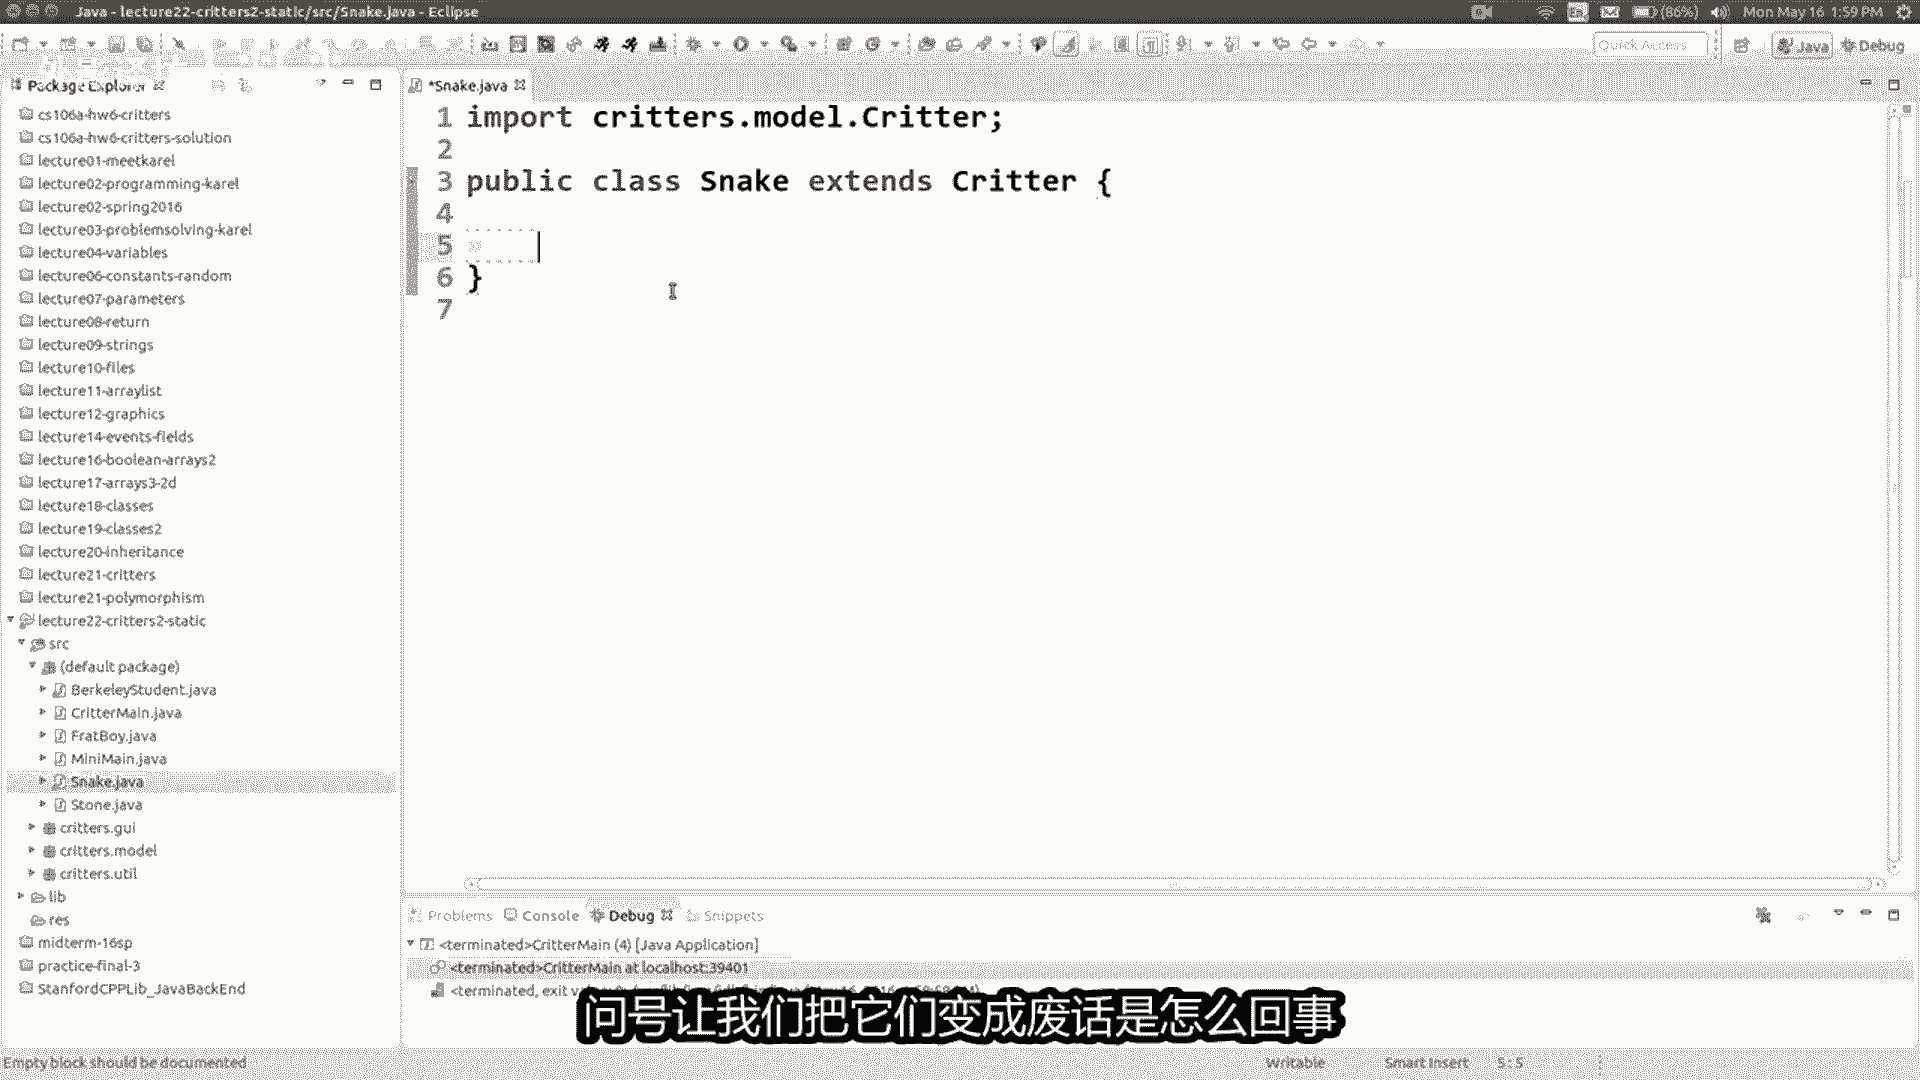 Java - lecture22-critters2-static/src/Snake.java - Eclipse
(86%)
Mon May 16 1:59 PM
Quick Access
Java
Debug
Package Explorer
*Snake.java
1 import critters.model.Critter;
2
3 public class Snake extends Critter {
4
5
6 }
7
cs106a-hw6-critters
cs106a-hw6-critters-solution
lecture01-meetkarel
lecture02-programming-karel
lecture02-spring2016
lecture03-problemsolving-karel
lecture04-variables
lecture06-constants-random
lecture07-parameters
lecture08-return
lecture09-strings
lecture10-files
lecture11-arraylist
lecture12-graphics
lecture14-events-fields
lecture16-boolean-arrays2
lecture17-arrays3-2d
lecture18-classes
lecture19-classes2
lecture20-inheritance
lecture21-critters
lecture21-polymorphism
lecture22-critters2-static
src
(default package)
BerkeleyStudent.java
CritterMain.java
FratBoy.java
MiniMain.java
Snake.java
Stone.java
critters.gui
critters.model
critters.util
lib
res
midterm-16sp
practice-final-3
StanfordCPPLib_JavaBackEnd
Problems
Console
Debug
Snippets
<terminated>CritterMain (4) [Java Application]
<terminated>CritterMain at localhost:39401
<terminated, exit
问号让我们把它们变成废话是怎么回事
Empty block should be documented
Writable
Smart Insert
5 : 5